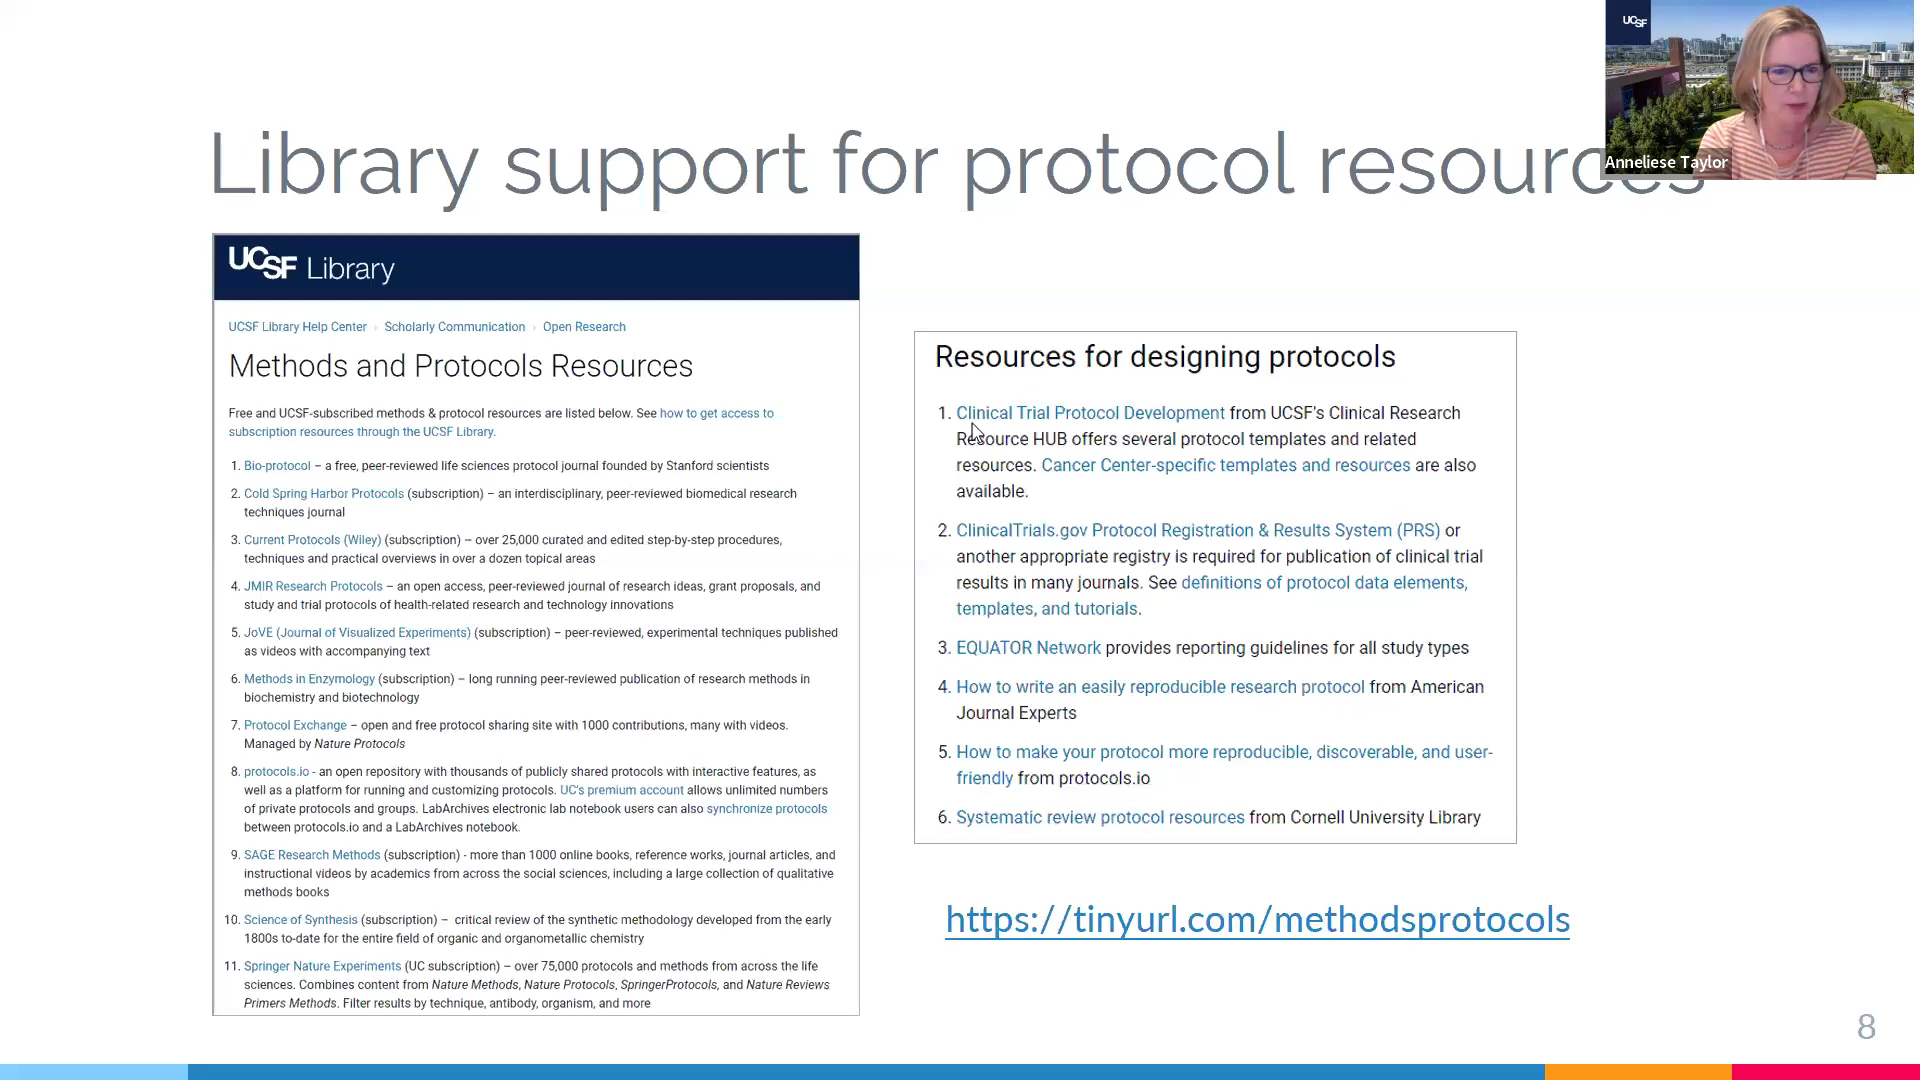 UCSF
Anneliese Taylor
Library support for protocol resources
UCSF Library
UCSF Library Help Center › Scholarly Communication › Open Research
Methods and Protocols Resources
Free and UCSF-subscribed methods & protocol resources are listed below. See how to get access to
subscription resources through the UCSF Library.
1. Bio-protocol – a free, peer-reviewed life sciences protocol journal founded by Stanford scientists
2. Cold Spring Harbor Protocols (subscription) – an interdisciplinary, peer-reviewed biomedical research
techniques journal
3. Current Protocols (Wiley) (subscription) – over 25,000 curated and edited step-by-step procedures,
techniques and practical overviews in over a dozen topical areas
4. JMIR Research Protocols – an open access, peer-reviewed journal of research ideas, grant proposals, and
study and trial protocols of health-related research and technology innovations
5. JoVE (Journal of Visualized Experiments) (subscription) – peer-reviewed, experimental techniques published
as videos with accompanying text
6. Methods in Enzymology (subscription) – long running peer-reviewed publication of research methods in
biochemistry and biotechnology
7. Protocol Exchange – open and free protocol sharing site with 1000 contributions, many with videos.
Managed by Nature Protocols
8. protocols.io - an open repository with thousands of publicly shared protocols with interactive features, as
well as a platform for running and customizing protocols. UC's premium account allows unlimited numbers
of private protocols and groups. LabArchives electronic lab notebook users can also synchronize protocols
between protocols.io and a LabArchives notebook.
9. SAGE Research Methods (subscription) - more than 1000 online books, reference works, journal articles, and
instructional videos by academics from across the social sciences, including a large collection of qualitative
methods books
10. Science of Synthesis (subscription) – critical review of the synthetic methodology developed from the early
1800s to-date for the entire field of organic and organometallic chemistry
11. Springer Nature Experiments (UC subscription) – over 75,000 protocols and methods from across the life
sciences. Combines content from Nature Methods, Nature Protocols, SpringerProtocols, and Nature Reviews
Primers Methods. Filter results by technique, antibody, organism, and more
Resources for designing protocols
1. Clinical Trial Protocol Development from UCSF's Clinical Research
Resource HUB offers several protocol templates and related
resources. Cancer Center-specific templates and resources are also
available.
2. ClinicalTrials.gov Protocol Registration & Results System (PRS) or
another appropriate registry is required for publication of clinical trial
results in many journals. See definitions of protocol data elements,
templates, and tutorials.
3. EQUATOR Network provides reporting guidelines for all study types
4. How to write an easily reproducible research protocol from American
Journal Experts
5. How to make your protocol more reproducible, discoverable, and user-
friendly from protocols.io
6. Systematic review protocol resources from Cornell University Library
https://tinyurl.com/methodsprotocols
8